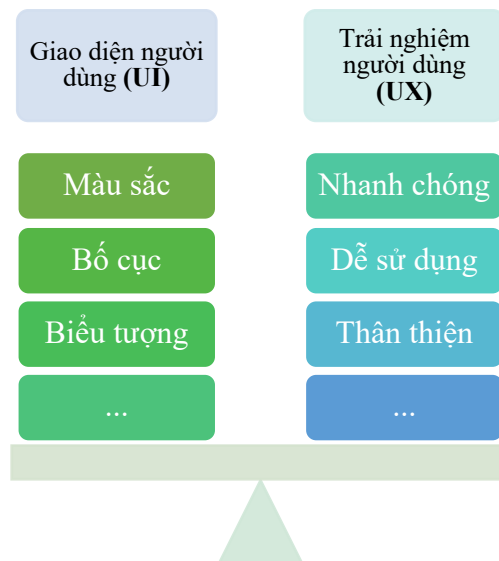 Giao diện người
dùng (UI)
Màu sắc
Bố cục
Biểu tượng
...
Trải nghiệm
người dùng
(UX)
Nhanh chóng
Dễ sử dụng
Thân thiện
...